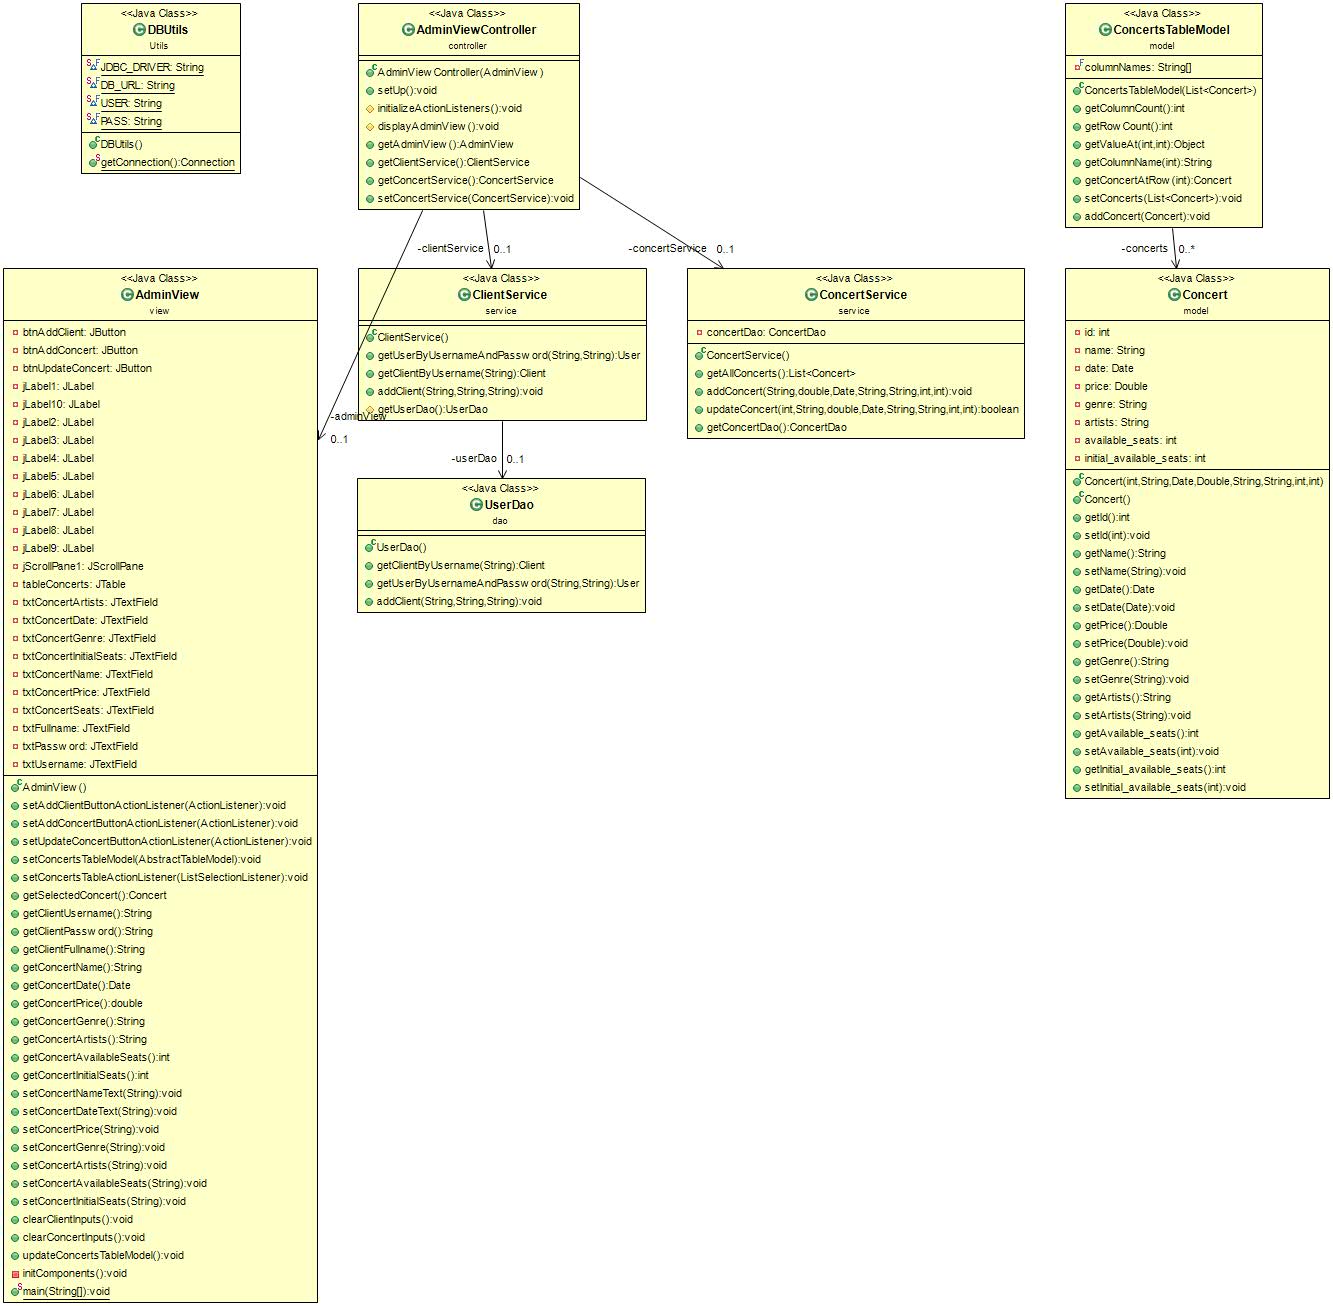 <<Java Class>>
DBUtils
Utils
JDBC_DRIVER: String
DB_URL: String
USER: String
PASS: String
DBUtils()
getConnection():Connection
<<Java Class>>
AdminViewController
controller
AdminViewController(AdminView)
setUp():void
initializeActionListeners():void
displayAdminView():void
getAdminView():AdminView
getClientService():ClientService
getConcertService():ConcertService
setConcertService(ConcertService):void
<<Java Class>>
ConcertsTableModel
model
columnNames: String[]
ConcertsTableModel(List<Concert>)
getColumnCount():int
getRowCount():int
getValueAt(int,int):Object
getColumnName(int):String
getConcertAtRow(int):Concert
setConcerts(List<Concert>):void
addConcert(Concert):void
-clientService 0..1
-concertService 0..1
-concerts 0..*
<<Java Class>>
AdminView
view
btnAddClient: JButton
btnAddConcert: JButton
btnUpdateConcert: JButton
jLabel1: JLabel
jLabel10: JLabel
jLabel2: JLabel
jLabel3: JLabel
jLabel4: JLabel
jLabel5: JLabel
jLabel6: JLabel
jLabel7: JLabel
jLabel8: JLabel
jLabel9: JLabel
jScrollPane1: JScrollPane
tableConcerts: JTable
txtConcertArtists: JTextField
txtConcertDate: JTextField
txtConcertGenre: JTextField
txtConcertInitialSeats: JTextField
txtConcertName: JTextField
txtConcertPrice: JTextField
txtConcertSeats: JTextField
txtFullname: JTextField
txtPassword: JTextField
txtUsername: JTextField
AdminView()
setAddClientButtonActionListener(ActionListener):void
setAddConcertButtonActionListener(ActionListener):void
setUpdateConcertButtonActionListener(ActionListener):void
setConcertsTableModel(AbstractTableModel):void
setConcertsTableActionListener(ListSelectionListener):void
getSelectedConcert():Concert
getClientUsername():String
getClientPassword():String
getClientFullname():String
getConcertName():String
getConcertDate():Date
getConcertPrice():double
getConcertGenre():String
getConcertArtists():String
getConcertAvailableSeats():int
getConcertInitialSeats():int
setConcertNameText(String):void
setConcertDateText(String):void
setConcertPrice(String):void
setConcertGenre(String):void
setConcertArtists(String):void
setConcertAvailableSeats(String):void
setConcertInitialSeats(String):void
clearClientInputs():void
clearConcertInputs():void
updateConcertsTableModel():void
initComponents():void
main(String[]):void
-adminView
0..1
<<Java Class>>
ClientService
service
ClientService()
getUserByUsernameAndPassword(String,String):User
getClientByUsername(String):Client
addClient(String,String,String):void
getUserDao():UserDao
-userDao 0..1
<<Java Class>>
UserDao
dao
UserDao()
getClientByUsername(String):Client
getUserByUsernameAndPassword(String,String):User
addClient(String,String,String):void
<<Java Class>>
ConcertService
service
concertDao: ConcertDao
ConcertService()
getAllConcerts():List<Concert>
addConcert(String,double,Date,String,String,int,int):void
updateConcert(int,String,double,Date,String,String,int,int):boolean
getConcertDao():ConcertDao
<<Java Class>>
Concert
model
id: int
name: String
date: Date
price: Double
genre: String
artists: String
available_seats: int
initial_available_seats: int
Concert(int,String,Date,Double,String,String,int,int)
Concert()
getId():int
setId(int):void
getName():String
setName(String):void
getDate():Date
setDate(Date):void
getPrice():Double
setPrice(Double):void
getGenre():String
setGenre(String):void
getArtists():String
setArtists(String):void
getAvailable_seats():int
setAvailable_seats(int):void
getInitial_available_seats():int
setInitial_available_seats(int):void